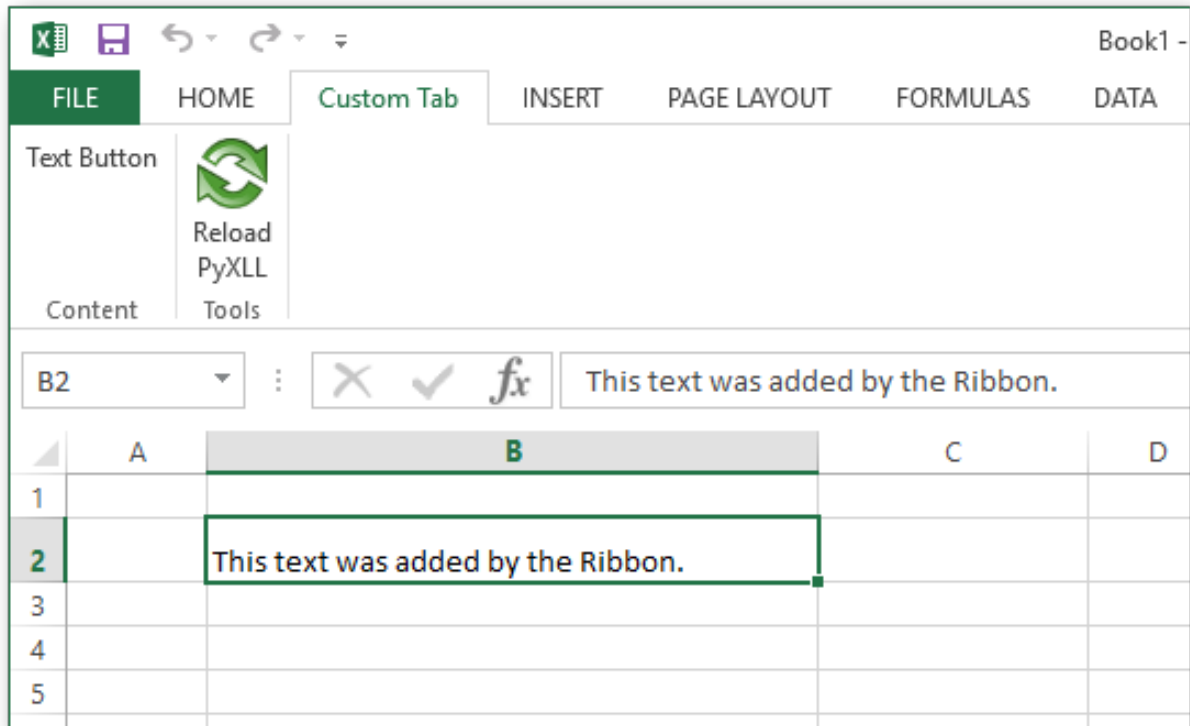 Book1 -
FILE HOME Custom Tab INSERT PAGE LAYOUT FORMULAS DATA
Text Button
Reload
PyXLL
Content Tools
B2 fx This text was added by the Ribbon.
A B C D
1
2 This text was added by the Ribbon.
3
4
5